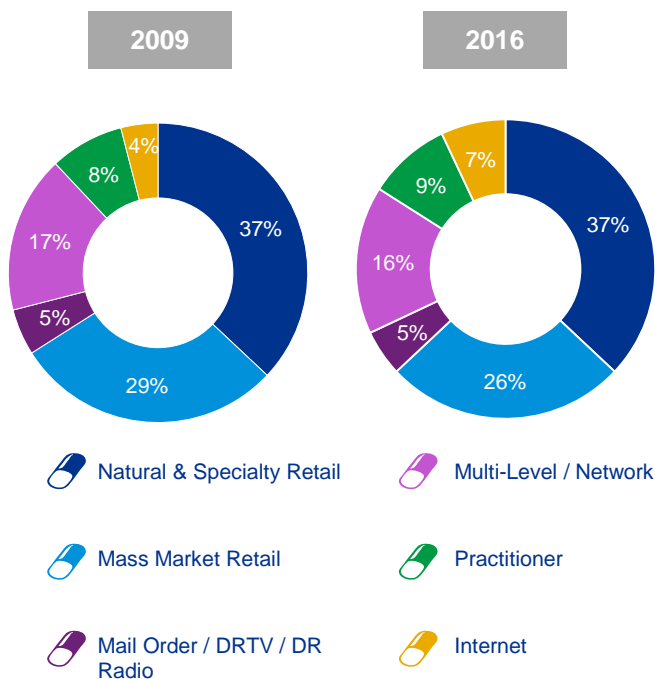 2009
2016
4%
8%
37%
17%
5%
29%
7%
9%
37%
16%
5%
26%
Natural & Specialty Retail
Multi-Level / Network
Mass Market Retail
Practitioner
Mail Order / DRTV / DR
Radio
Internet